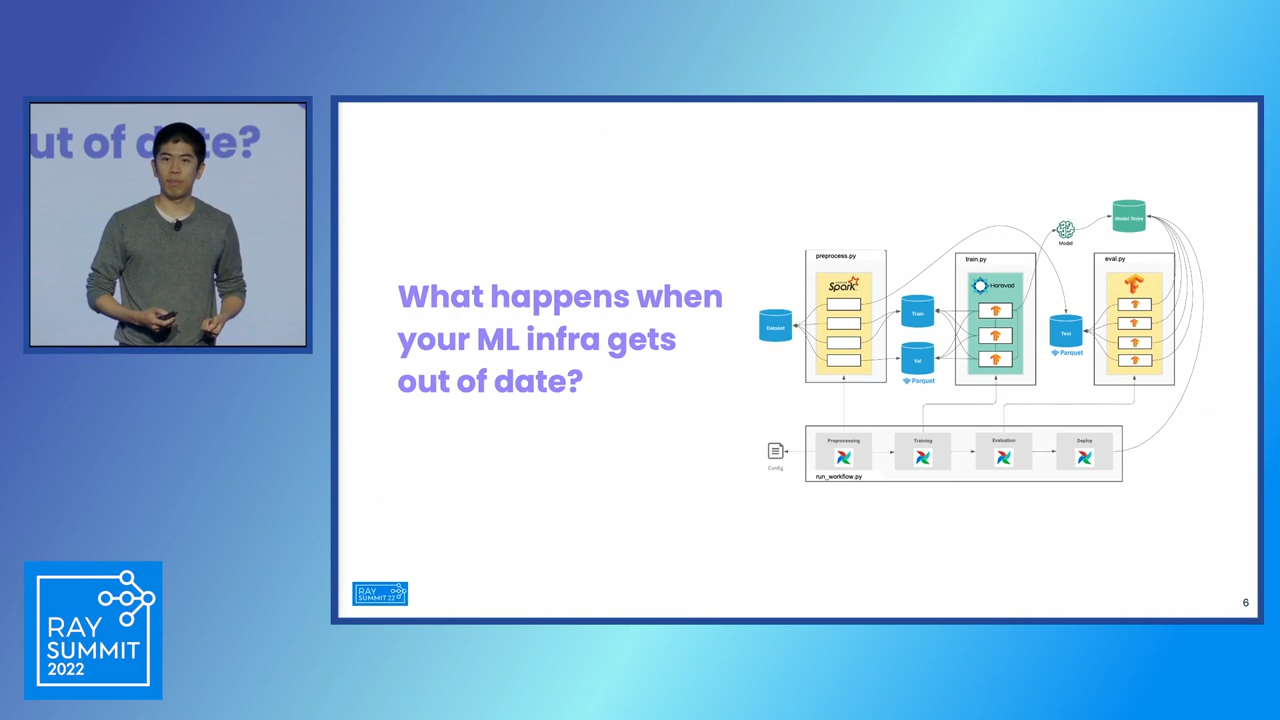 ut of date?
What happens when
your ML infra gets
out of date?
preprocess.py
Spark
train.py
Horovod
eval.py
Model
Model Store
Dataset
Train
Val
Parquet
Test
Parquet
Preprocessing
Training
Evaluation
Deploy
Config
run_workflow.py
RAY
SUMMIT 22
6
RAY
SUMMIT
2022